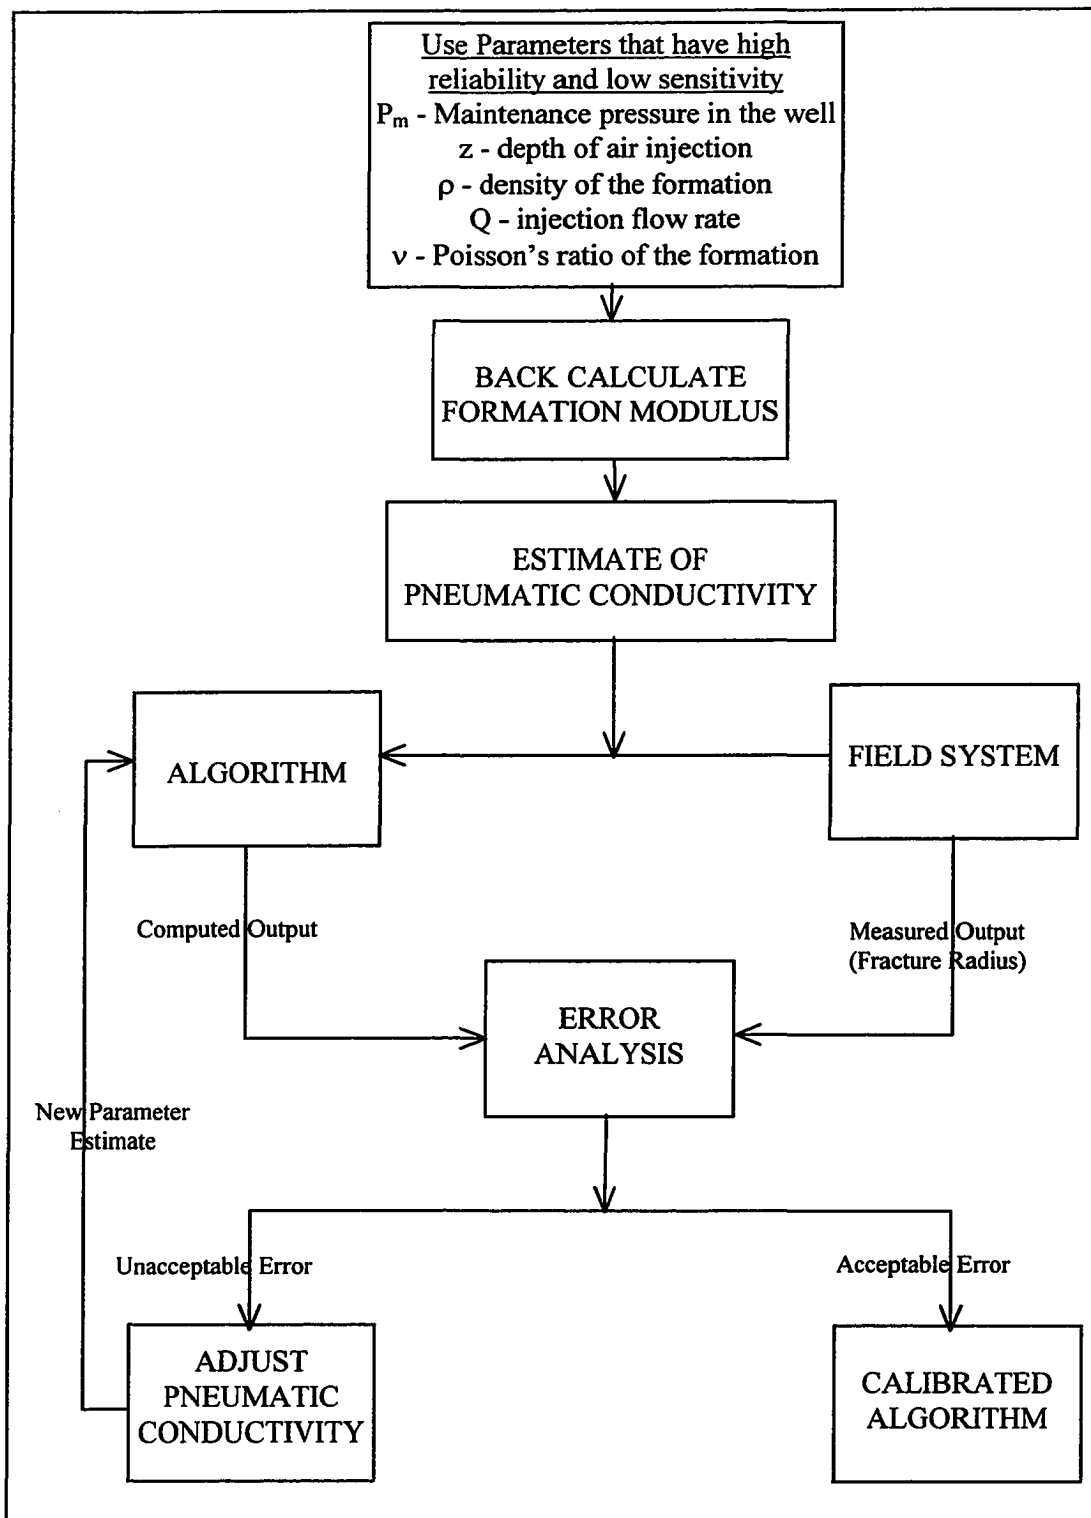 Use Parameters that have high
reliability and low sensitivity
Pm - Maintenance pressure in the well
z - depth of air injection
ρ - density of the formation
Q - injection flow rate
ν - Poisson's ratio of the formation
BACK CALCULATE
FORMATION MODULUS
ESTIMATE OF
PNEUMATIC CONDUCTIVITY
ALGORITHM
FIELD SYSTEM
Computed Output
Measured Output
(Fracture Radius)
ERROR
ANALYSIS
New Parameter
Estimate
Unacceptable Error
Acceptable Error
ADJUST
PNEUMATIC
CONDUCTIVITY
CALIBRATED
ALGORITHM